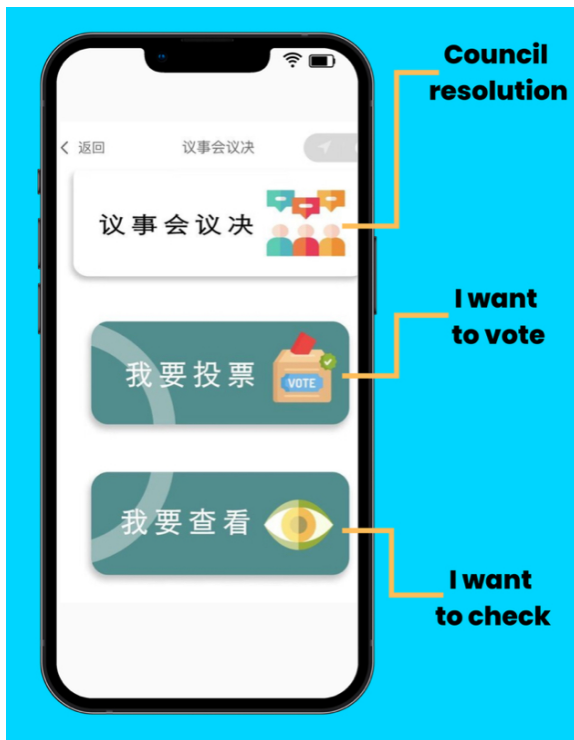 Council
resolution
返回
议事会议决
议事会议决
I want
to vote
我要投票
VOTE
我要查看
I want
to check